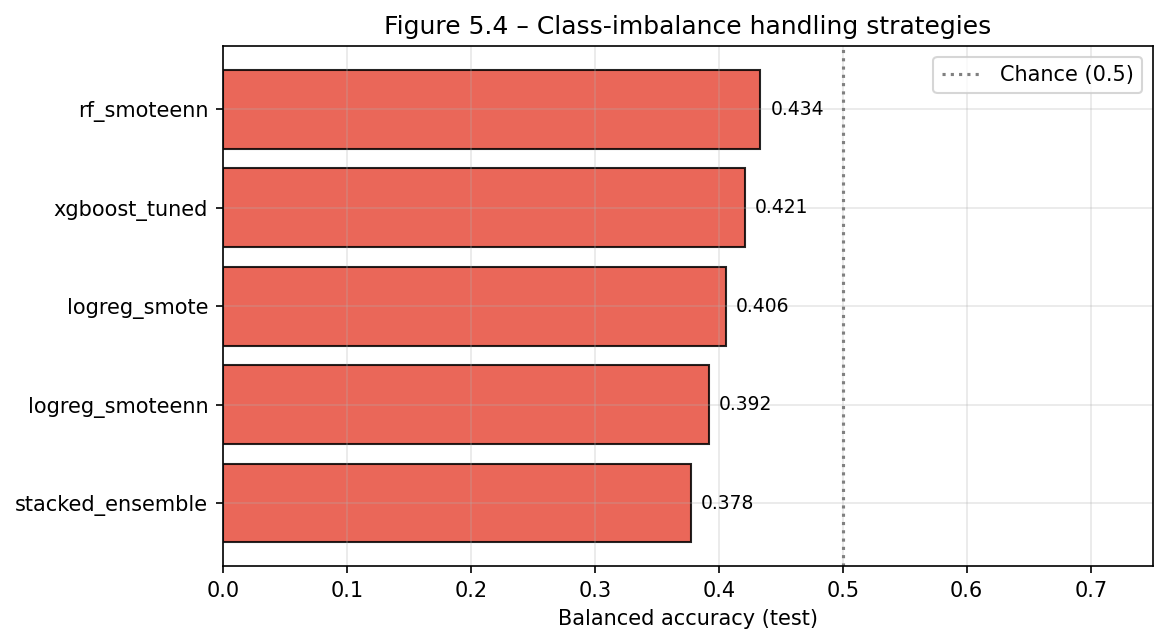 Figure 5.4 – Class-imbalance handling strategies
Chance (0.5)
rf_smoteenn
0.434
xgboost_tuned
0.421
logreg_smote
0.406
logreg_smoteenn
0.392
stacked_ensemble
0.378
0.0 0.1 0.2 0.3 0.4 0.5 0.6 0.7
Balanced accuracy (test)